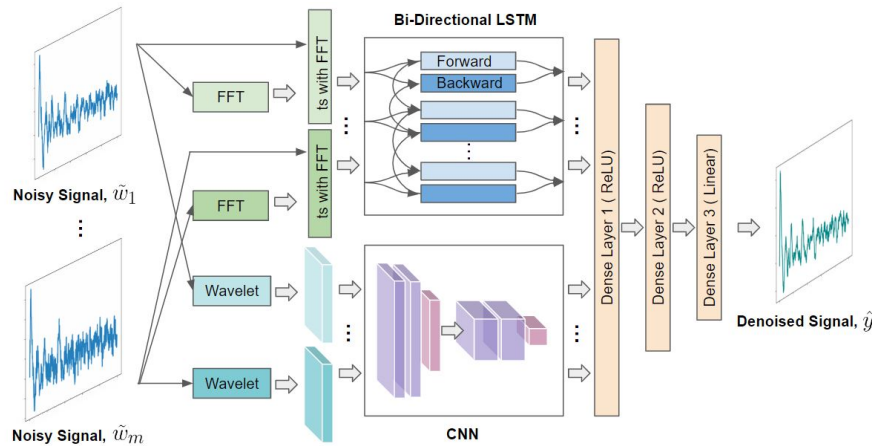 Bi-Directional LSTM
ts with FFT
Forward
FFT
Backward
...
Noisy Signal, w̃₁
...
FFT
ts with FFT
...
Wavelet
...
Noisy Signal, w̃ₘ
Wavelet
...
CNN
Dense Layer 1 ( ReLU)
Dense Layer 2 ( ReLU)
Dense Layer 3 ( Linear)
Denoised Signal, ŷ